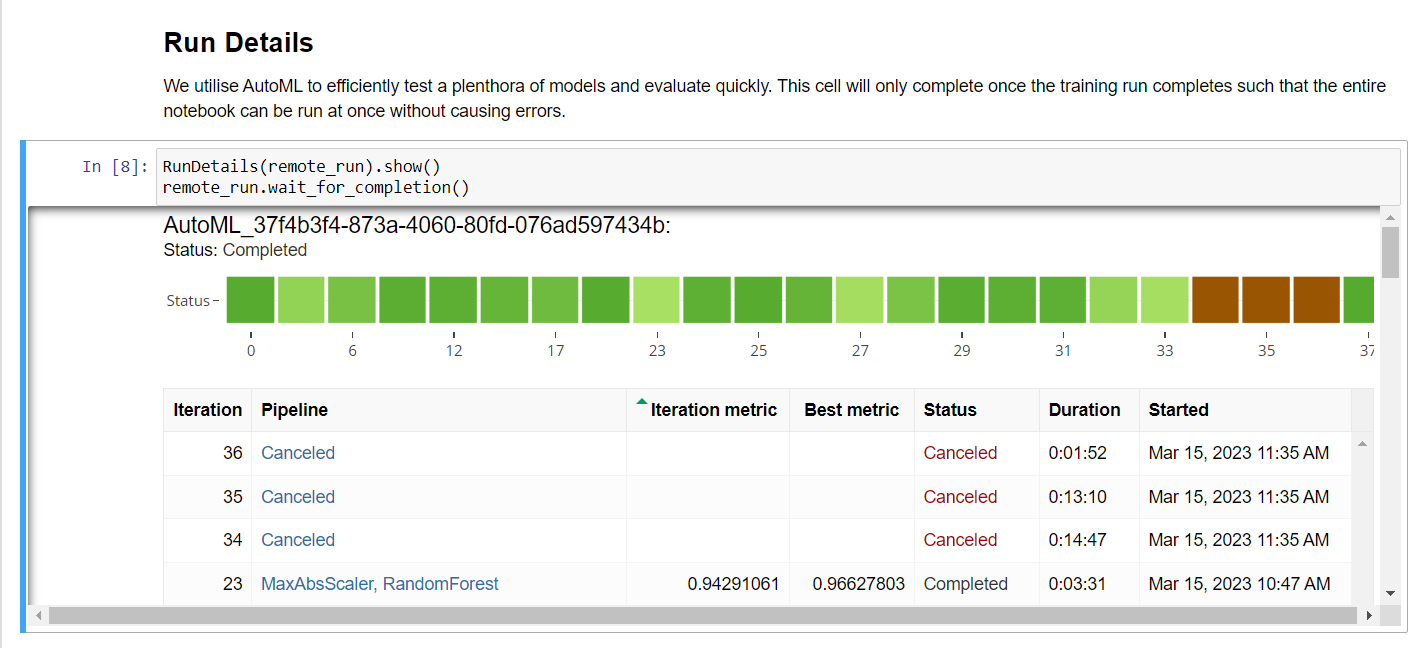 Run Details
We utilise AutoML to efficiently test a plenthora of models and evaluate quickly. This cell will only complete once the training run completes such that the entire
notebook can be run at once without causing errors.
In [8]: RunDetails(remote_run).show()
remote_run.wait_for_completion()
AutoML_37f4b3f4-873a-4060-80fd-076ad597434b:
Status: Completed
Status
0 6 12 17 23 25 27 29 31 33 35 37
Iteration Pipeline Iteration metric Best metric Status Duration Started
36 Canceled Canceled 0:01:52 Mar 15, 2023 11:35 AM
35 Canceled Canceled 0:13:10 Mar 15, 2023 11:35 AM
34 Canceled Canceled 0:14:47 Mar 15, 2023 11:35 AM
23 MaxAbsScaler, RandomForest 0.94291061 0.96627803 Completed 0:03:31 Mar 15, 2023 10:47 AM